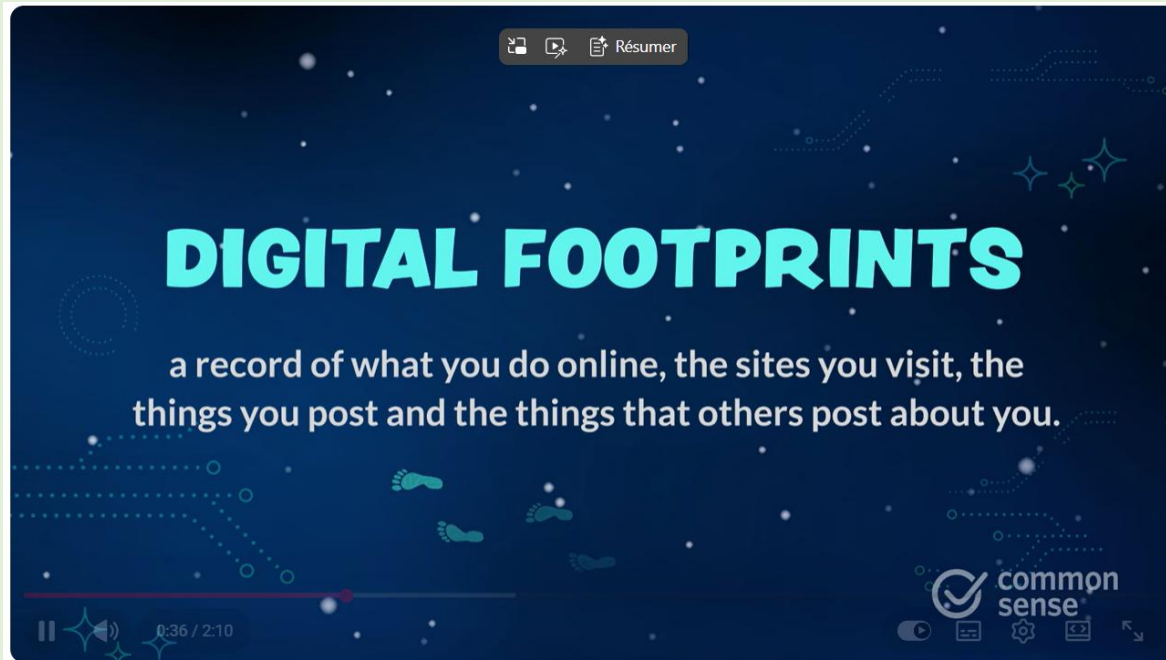 Résumer
DIGITAL FOOTPRINTS
a record of what you do online, the sites you visit, the
things you post and the things that others post about you.
common
sense
0:36 / 2:10